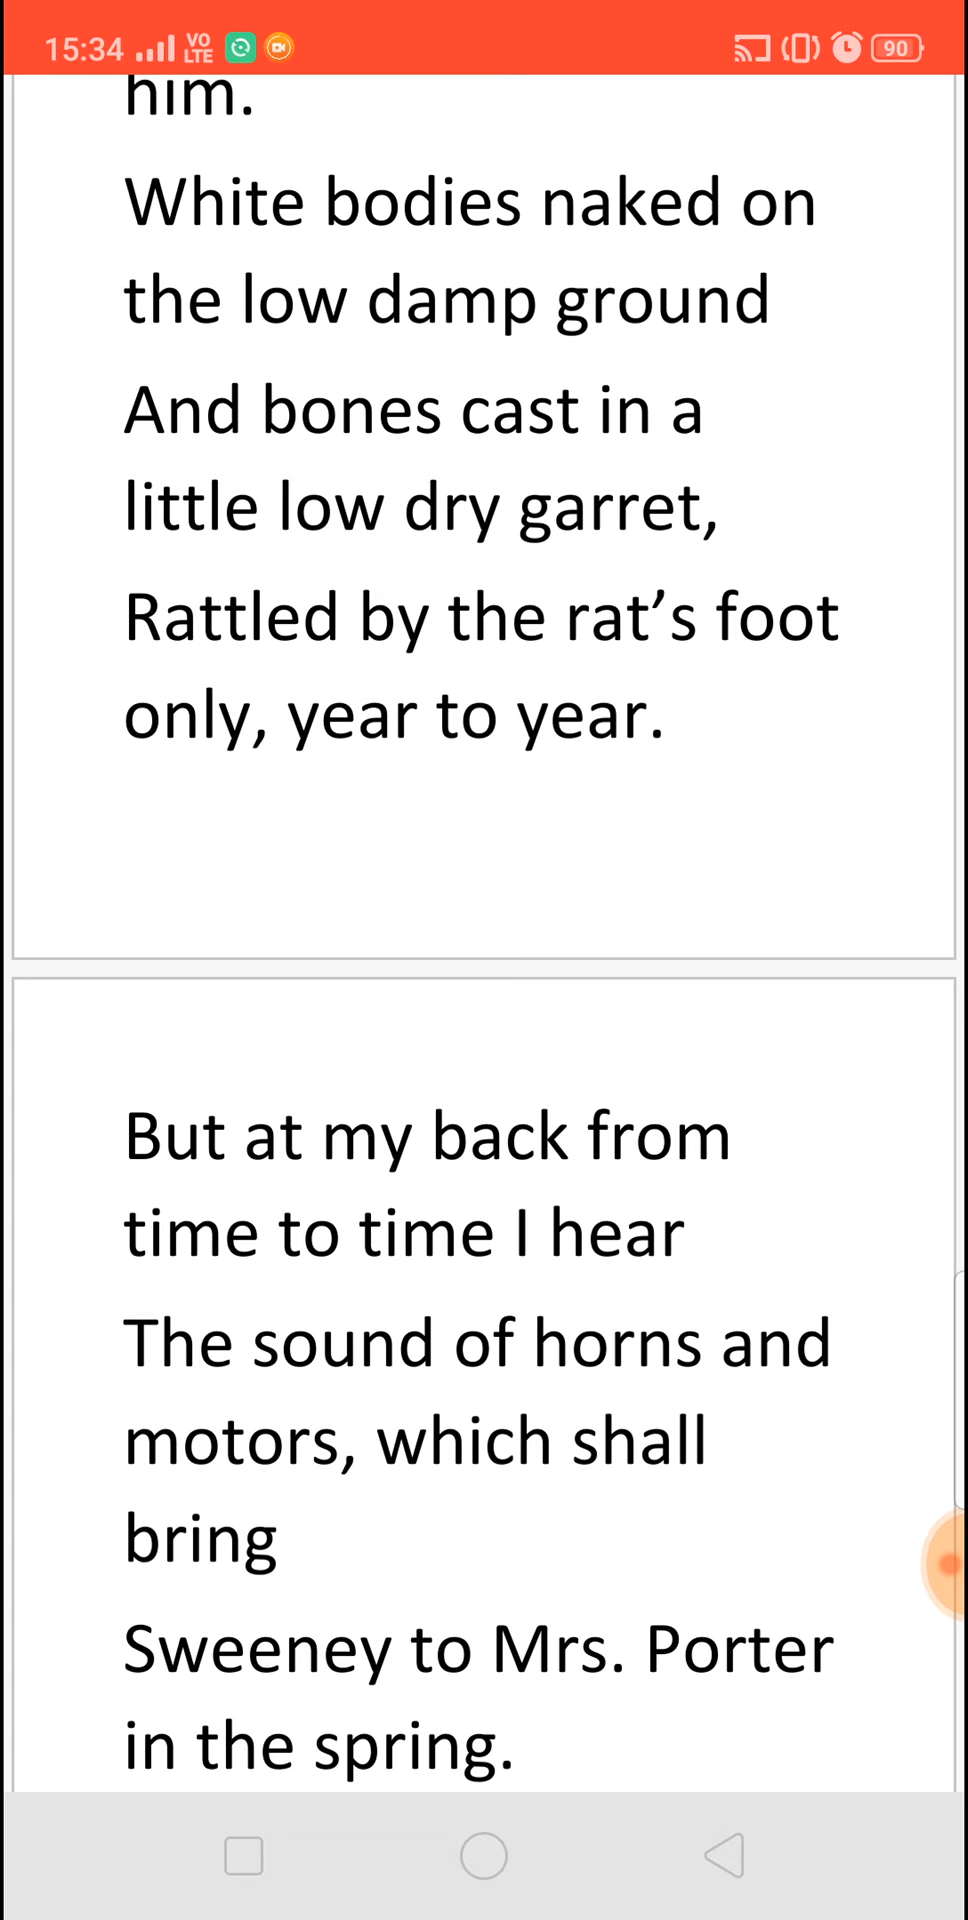 15:34 VO LTE 90
him.
White bodies naked on
the low damp ground
And bones cast in a
little low dry garret,
Rattled by the rat’s foot
only, year to year.
But at my back from
time to time I hear
The sound of horns and
motors, which shall
bring
Sweeney to Mrs. Porter
in the spring.